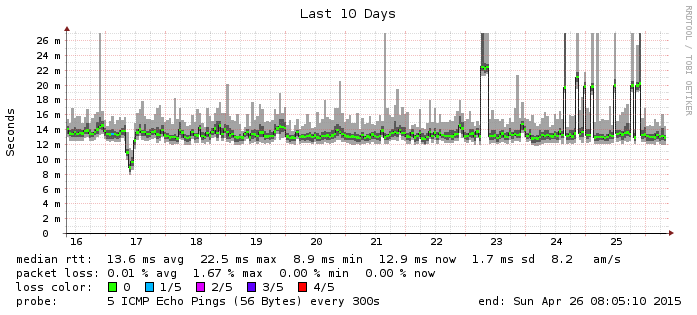 Last 10 Days
RRDTOOL / TOBI OETIKER
Seconds
26 m
24 m
22 m
20 m
18 m
16 m
14 m
12 m
10 m
8 m
6 m
4 m
2 m
0
16 17 18 19 20 21 22 23 24 25
median rtt: 13.6 ms avg 22.5 ms max 8.9 ms min 12.9 ms now 1.7 ms sd 8.2 am/s
packet loss: 0.01 % avg 1.67 % max 0.00 % min 0.00 % now
loss color: 0 1/5 2/5 3/5 4/5
probe: 5 ICMP Echo Pings (56 Bytes) every 300s end: Sun Apr 26 08:05:10 2015